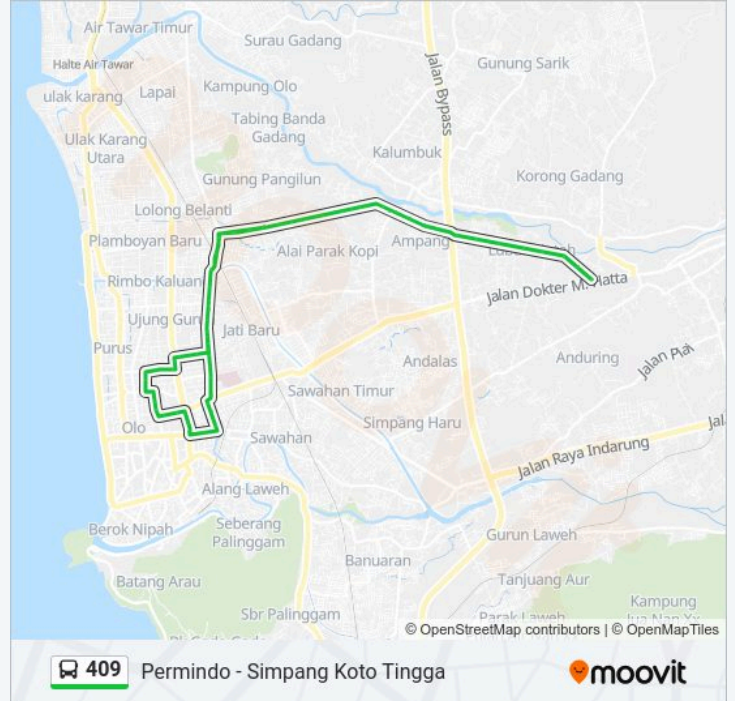 Air Tawar Timur
Surau Gadang
Halte Air Tawar
Gunung Sarik
Jalan Bypass
ulak karang
Lapai
Kampung Olo
Tabing Banda
Gadang
Ulak Karang
Utara
Kalumbuk
Gunung Pangilun
Korong Gadang
Lolong Belanti
Plamboyan Baru
Alai Parak Kopi
Ampang
Rimbo Kaluang
Jalan Dokter M. Hatta
Ujung Gur
Jati Baru
Purus
Andalas
Anduring
Jalan Piai
Sawahan Timur
Olo
Simpang Haru
Jal
Sawahan
Jalan Raya Indarung
Alang Laweh
Berok Nipah
Seberang
Palinggam
Gurun Laweh
Banuaran
Batang Arau
Tanjuang Aur
Sbr Palinggam
Kampung
Parak Laweh
© OpenStreetMap contributors | © OpenMapTiles
409 Permindo - Simpang Koto Tingga
moovit